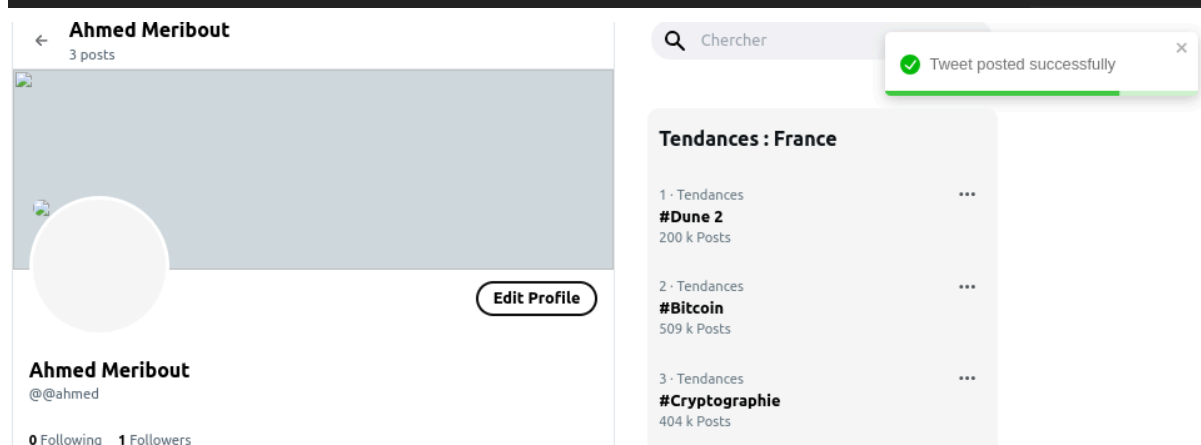 Ahmed Meribout
3 posts
Chercher
Tweet posted successfully
Edit Profile
Ahmed Meribout
@@ahmed
0 Following 1 Followers
Tendances : France
1 · Tendances
#Dune 2
200 k Posts
2 · Tendances
#Bitcoin
509 k Posts
3 · Tendances
#Cryptographie
404 k Posts